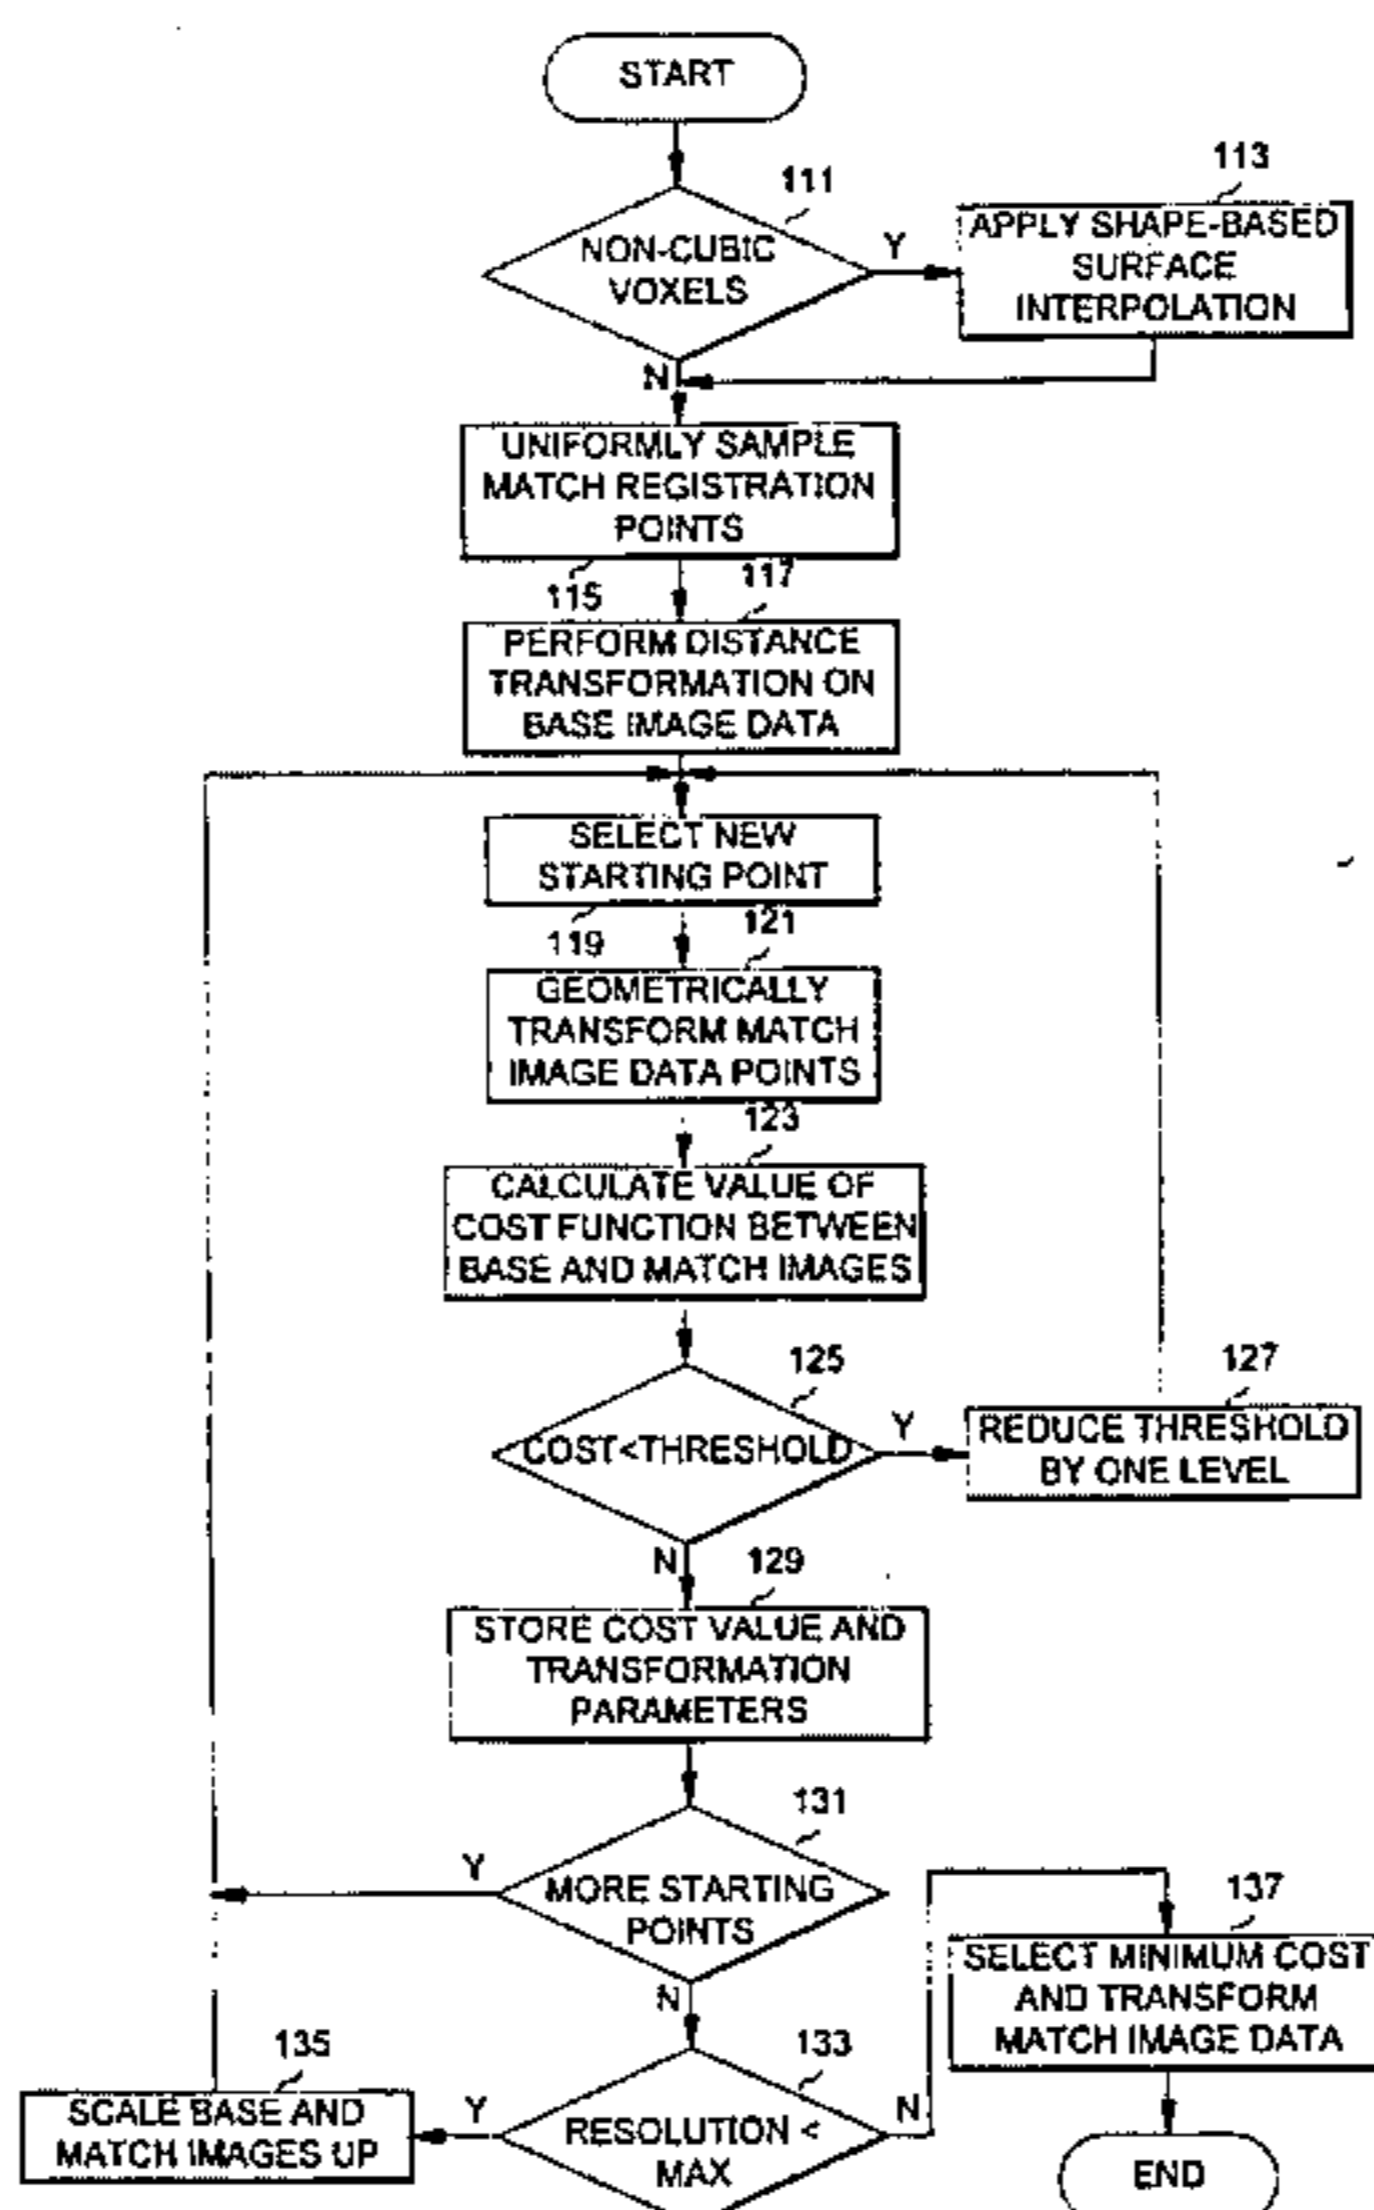 START
111
NON-CUBIC
VOXELS
Y
113
APPLY SHAPE-BASED
SURFACE
INTERPOLATION
N
UNIFORMLY SAMPLE
MATCH REGISTRATION
POINTS
115
117
PERFORM DISTANCE
TRANSFORMATION ON
BASE IMAGE DATA
SELECT NEW
STARTING POINT
119
121
GEOMETRICALLY
TRANSFORM MATCH
IMAGE DATA POINTS
123
CALCULATE VALUE OF
COST FUNCTION BETWEEN
BASE AND MATCH IMAGES
125
COST<THRESHOLD
Y
127
REDUCE THRESHOLD
BY ONE LEVEL
N
129
STORE COST VALUE AND
TRANSFORMATION
PARAMETERS
131
MORE STARTING
POINTS
Y
N
133
RESOLUTION <
MAX
Y
135
SCALE BASE AND
MATCH IMAGES UP
N
137
SELECT MINIMUM COST
AND TRANSFORM
MATCH IMAGE DATA
END